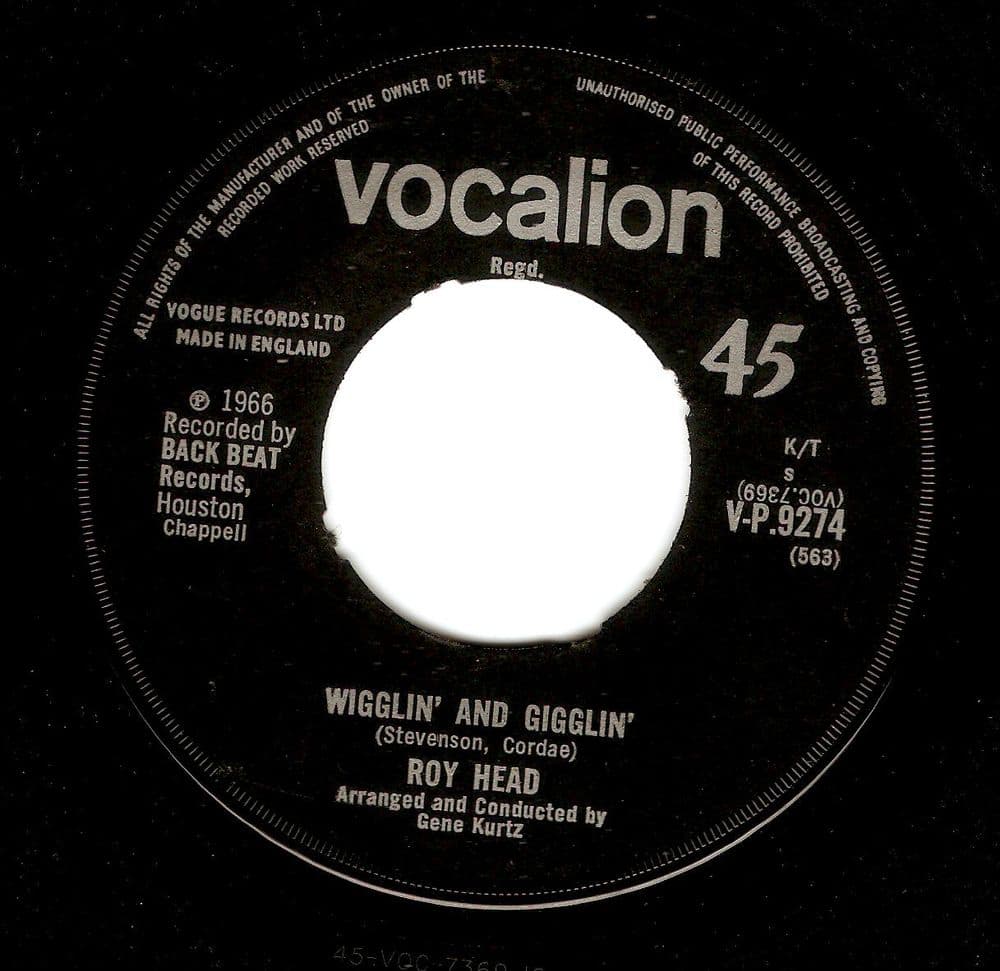 ALL RIGHTS OF THE MANUFACTURER AND OF THE OWNER OF THE
RECORDED WORK RESERVED
UNAUTHORISED PUBLIC PERFORMANCE BROADCASTING AND COPYING
OF THIS RECORD PROHIBITED
vocalion
Regd.
VOGUE RECORDS LTD
MADE IN ENGLAND
45
℗ 1966
Recorded by
BACK BEAT
Records,
Houston
Chappell
K/T
s
(VOC.7369)
V-P.9274
(563)
WIGGLIN' AND GIGGLIN'
(Stevenson, Cordae)
ROY HEAD
Arranged and Conducted by
Gene Kurtz
45-VOC-7369